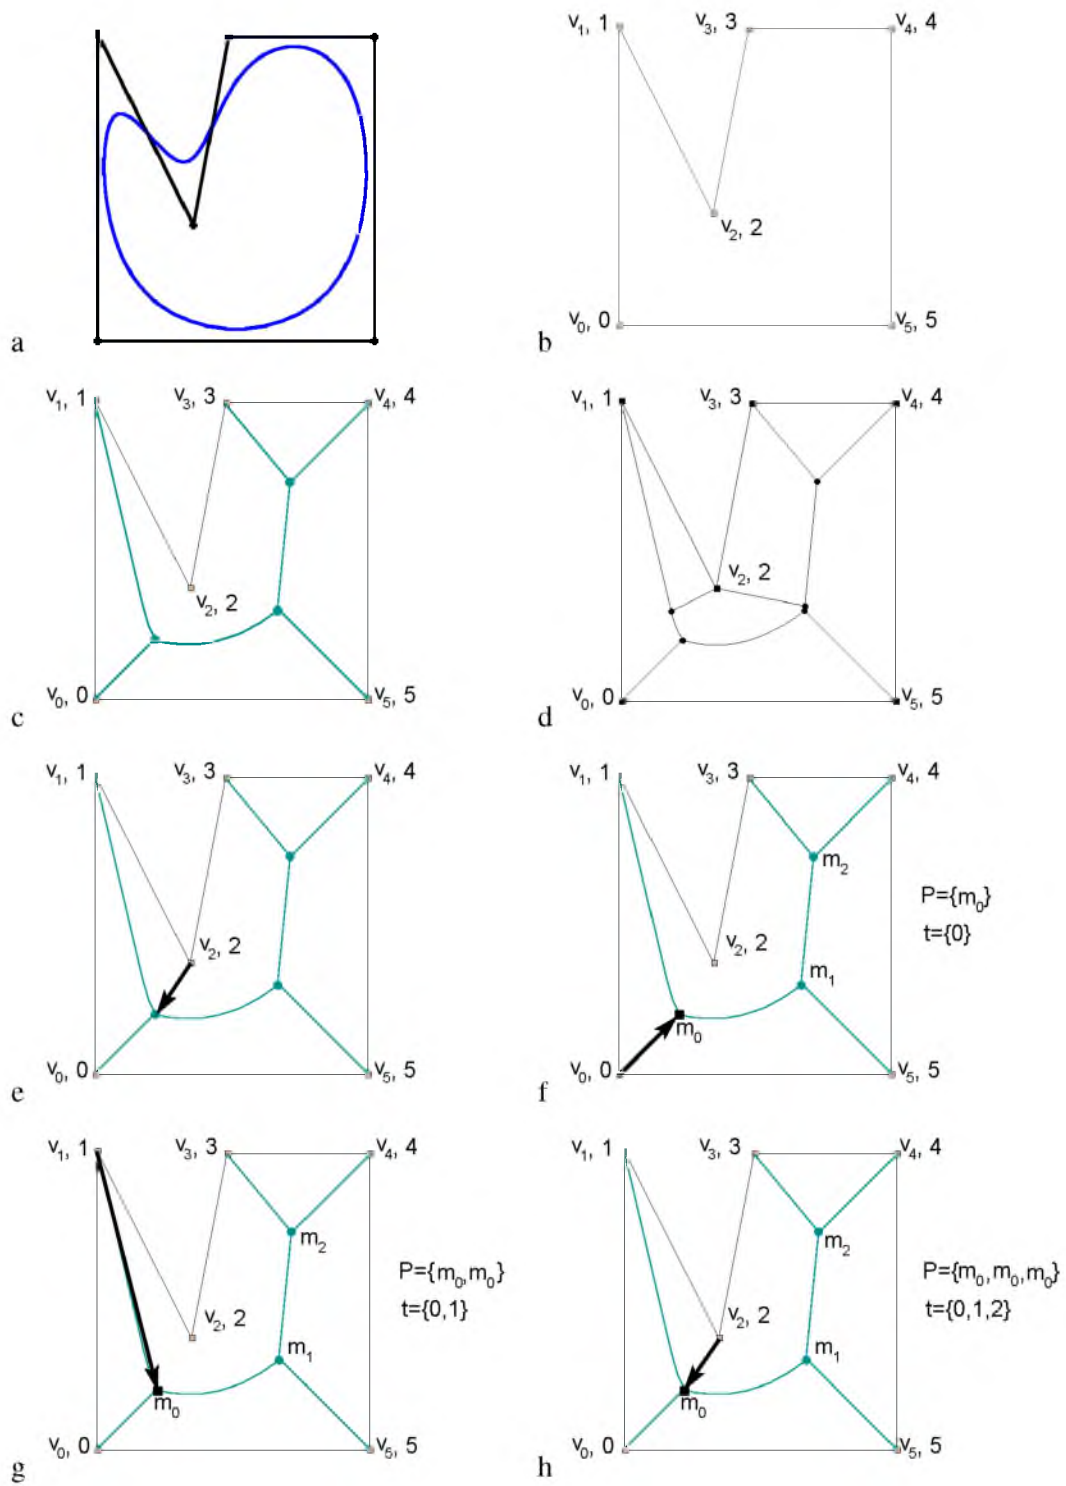 a
v1, 1 v3, 3 v4, 4
v2, 2
v0, 0 v5, 5
b
v1, 1 v3, 3 v4, 4
v2, 2
v0, 0 v5, 5
c
v1, 1 v3, 3 v4, 4
v2, 2
v0, 0 v5, 5
d
v1, 1 v3, 3 v4, 4
v2, 2
v0, 0 v5, 5
e
v1, 1 v3, 3 v4, 4
m2
P={m0}
v2, 2
t={0}
m1
m0
v0, 0 v5, 5
f
v1, 1 v3, 3 v4, 4
m2
P={m0,m0}
t={0,1}
v2, 2
m1
m0
v0, 0 v5, 5
g
v1, 1 v3, 3 v4, 4
m2
P={m0,m0,m0}
t={0,1,2}
v2, 2
m1
m0
v0, 0 v5, 5
h